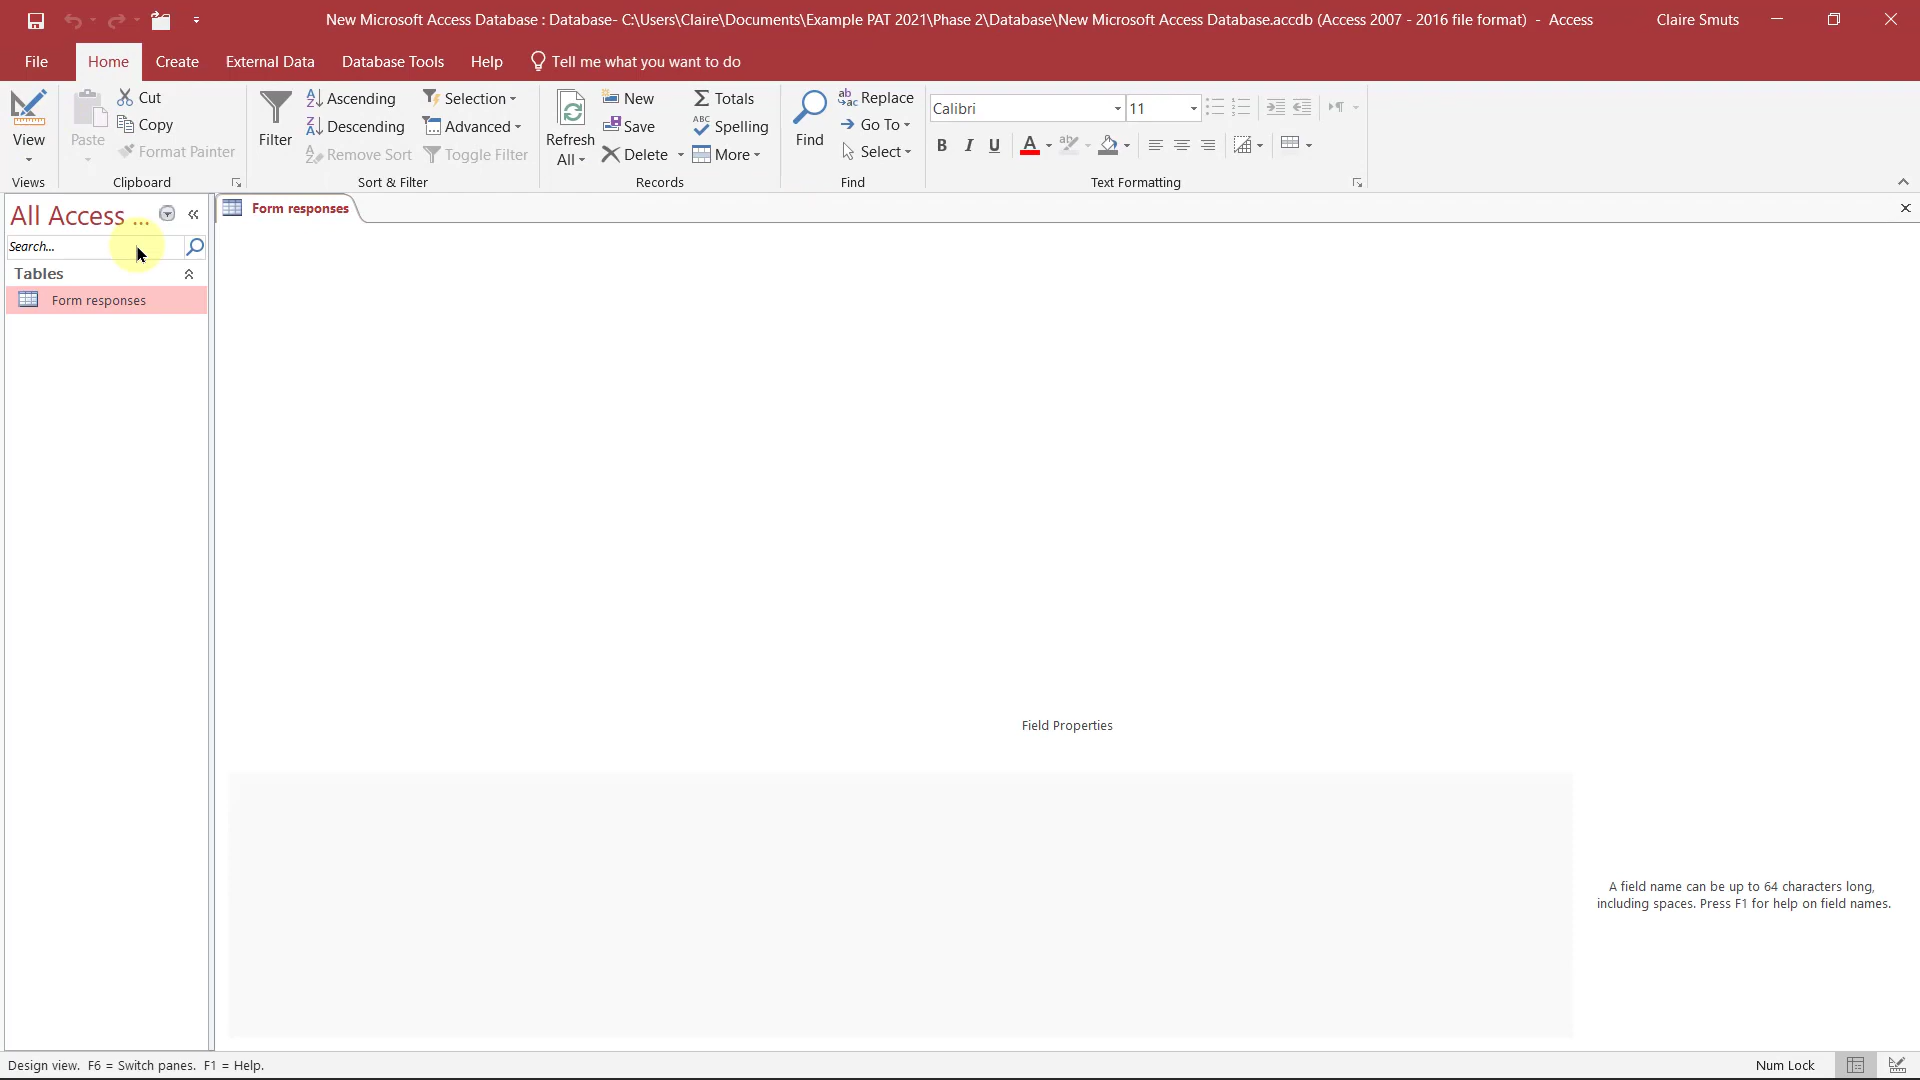 New Microsoft Access Database : Database- C:\Users\Claire\Documents\Example PAT 2021\Phase 2\Database\New Microsoft Access Database.accdb (Access 2007 - 2016 file format) - Access
Claire Smuts
File
Home
Create
External Data
Database Tools
Help
Tell me what you want to do
View
Views
Paste
Cut
Copy
Format Painter
Clipboard
Filter
Ascending
Descending
Remove Sort
Selection
Advanced
Toggle Filter
Sort & Filter
Refresh
All
New
Save
Delete
Totals
Spelling
More
Records
Find
Replace
Go To
Select
Find
Calibri
11
B I U A
Text Formatting
All Access ...
Search...
Tables
Form responses
Form responses
Field Properties
A field name can be up to 64 characters long,
including spaces. Press F1 for help on field names.
Design view. F6 = Switch panes. F1 = Help.
Num Lock